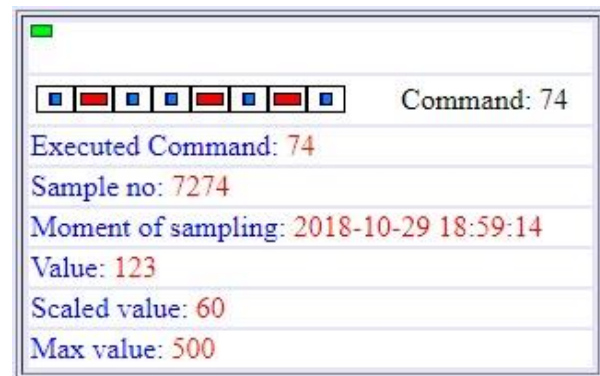 Command: 74
Executed Command: 74
Sample no: 7274
Moment of sampling: 2018-10-29 18:59:14
Value: 123
Scaled value: 60
Max value: 500